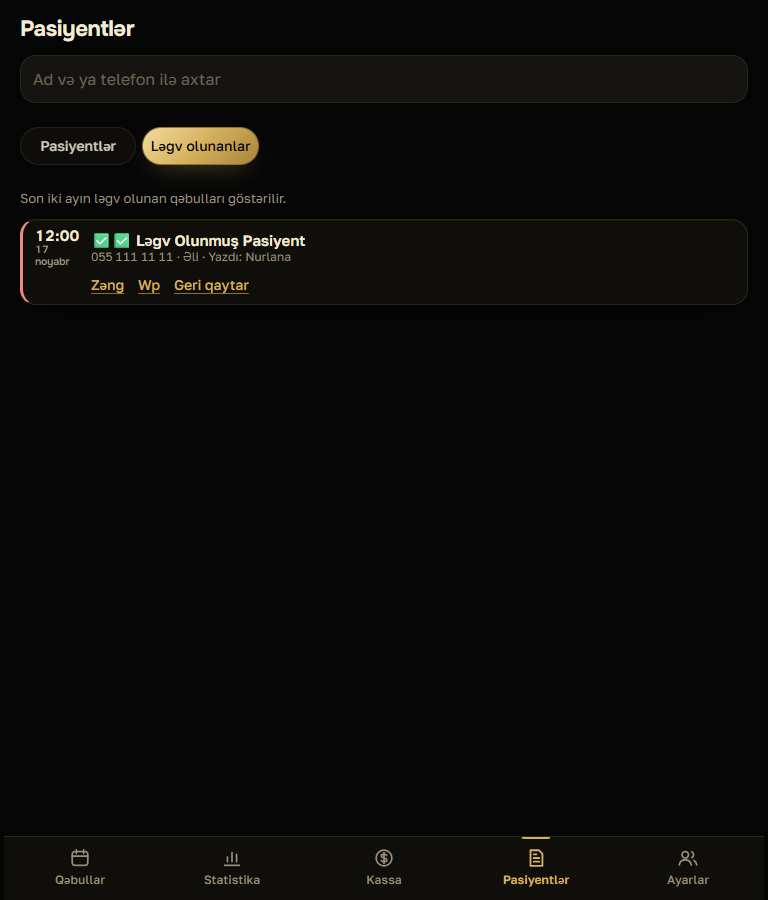 Pasiyentlər
Ad və ya telefon ilə axtar
Pasiyentlər
Ləgv olunanlar
Son iki ayın ləgv olunan qəbulları göstərilir.
12:00
17
noyabr
✅ ✅ Ləgv Olunmuş Pasiyent
055 111 11 11 · Əli · Yazdı: Nurlana
Zəng Wp Geri qaytar
Qəbullar Statistika Kassa Pasiyentlər Ayarlar